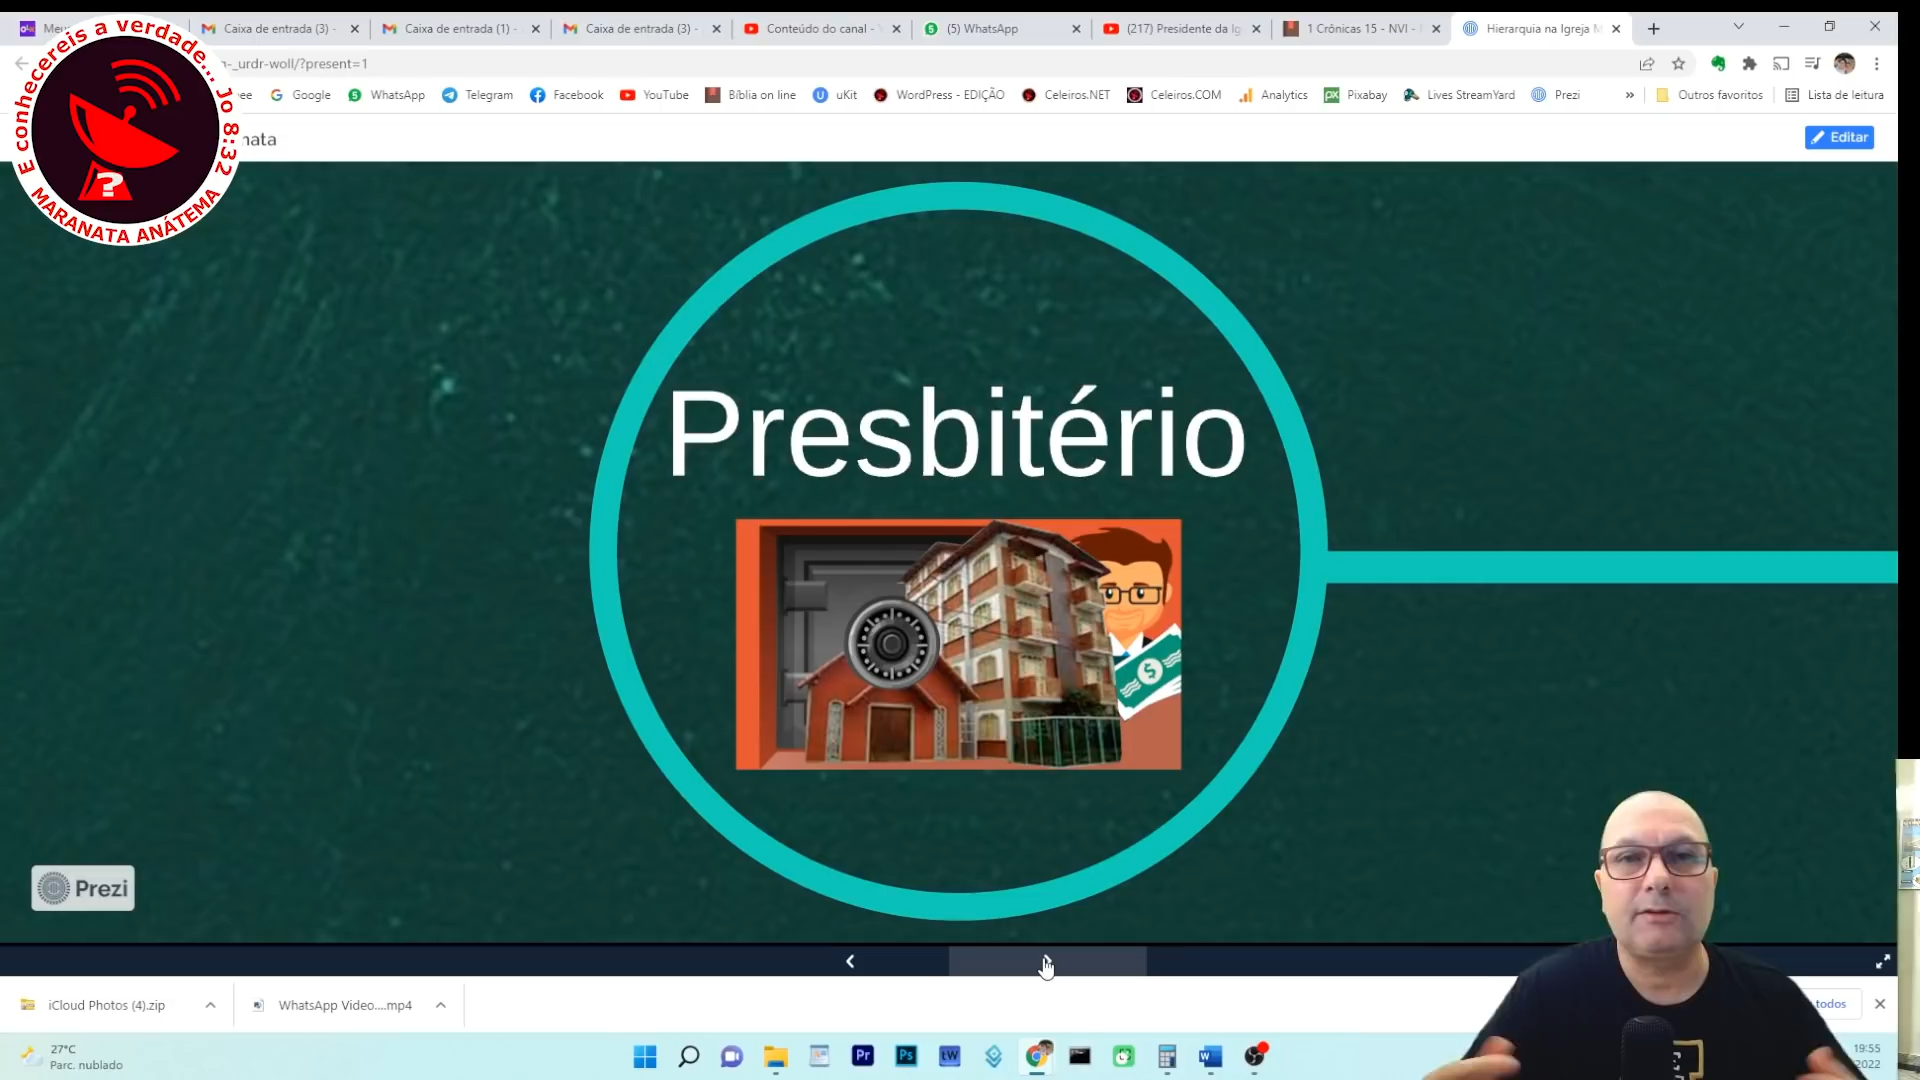 Caixa de entrada (3) -
Caixa de entrada (1) -
Caixa de entrada (3) -
Conteúdo do canal -
(5) WhatsApp
(217) Presidente da Ig
1 Crônicas 15 - NVI -
Hierarquia na Igreja M
_urdr-woll/?present=1
Google
WhatsApp
Telegram
Facebook
YouTube
Bíblia on line
uKit
WordPress - EDIÇÃO
Celeiros.NET
Celeiros.COM
Analytics
Pixabay
Lives StreamYard
Prezi
»
Outros favoritos
Lista de leitura
E conhecereis a verdade... Jo 8:32
?
MARANATA ANÁTEMA
nata
Editar
Presbitério
$
Prezi
iCloud Photos (4).zip
WhatsApp Video....mp4
todos
27°C
Parc. nublado
Pr
Ps
tW
W
19:55
2022